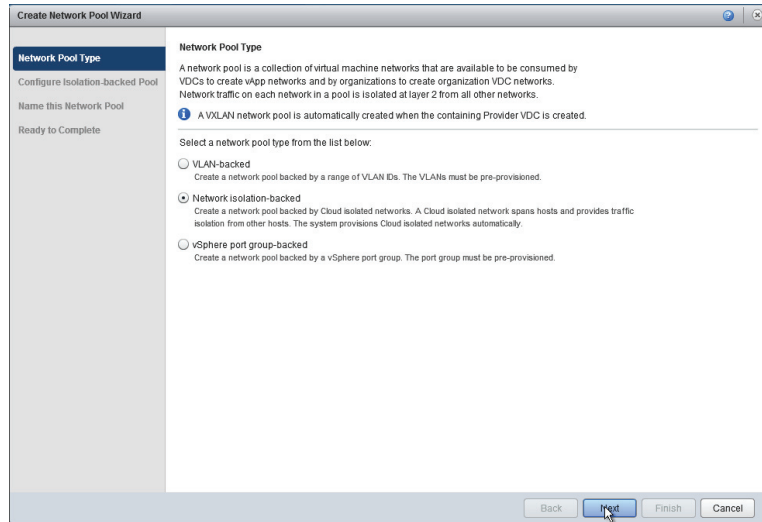 Create Network Pool Wizard
Network Pool Type
Configure Isolation-backed Pool
Name this Network Pool
Ready to Complete
Network Pool Type
A network pool is a collection of virtual machine networks that are available to be consumed by
VDCs to create vApp networks and by organizations to create organization VDC networks.
Network traffic on each network in a pool is isolated at layer 2 from all other networks.
A VXLAN network pool is automatically created when the containing Provider VDC is created.
Select a network pool type from the list below:
VLAN-backed
Create a network pool backed by a range of VLAN IDs. The VLANs must be pre-provisioned.
Network isolation-backed
Create a network pool backed by Cloud isolated networks. A Cloud isolated network spans hosts and provides traffic
isolation from other hosts. The system provisions Cloud isolated networks automatically.
vSphere port group-backed
Create a network pool backed by a vSphere port group. The port group must be pre-provisioned.
Back Next Finish Cancel